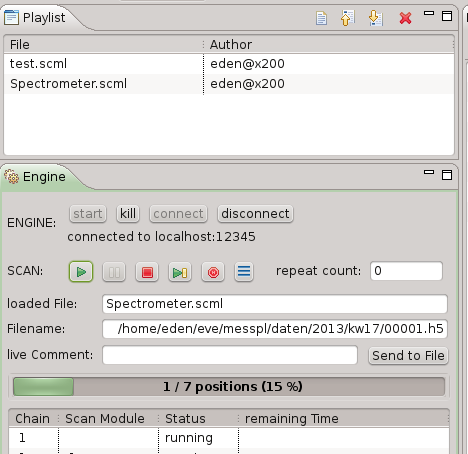 Playlist
File Author
test.scml eden@x200
Spectrometer.scml eden@x200
Engine
ENGINE: start kill connect disconnect
connected to localhost:12345
SCAN: repeat count: 0
loaded File: Spectrometer.scml
Filename: /home/eden/eve/messpl/daten/2013/kw17/00001.h5
live Comment: Send to File
1 / 7 positions (15 %)
Chain Scan Module Status remaining Time
1 running